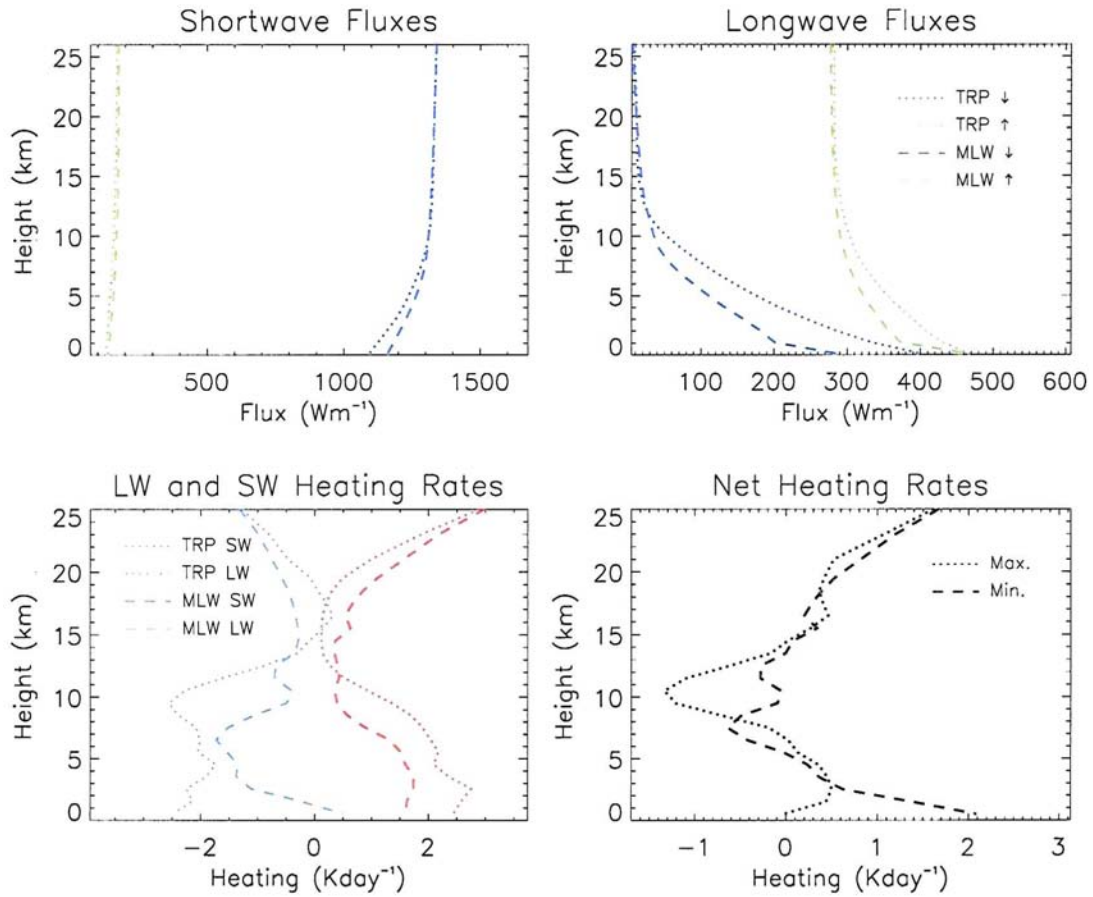 Shortwave Fluxes
25
20
15
10
5
0
Height (km)
500 1000 1500
Flux (Wm⁻¹)
Longwave Fluxes
25
20
15
10
5
0
Height (km)
TRP ↓
TRP ↑
MLW ↓
MLW ↑
100 200 300 400 500 600
Flux (Wm⁻¹)
LW and SW Heating Rates
25
20
15
10
5
0
Height (km)
TRP SW
TRP LW
MLW SW
MLW LW
−2 0 2
Heating (Kday⁻¹)
Net Heating Rates
25
20
15
10
5
0
Height (km)
Max.
Min.
−1 0 1 2 3
Heating (Kday⁻¹)